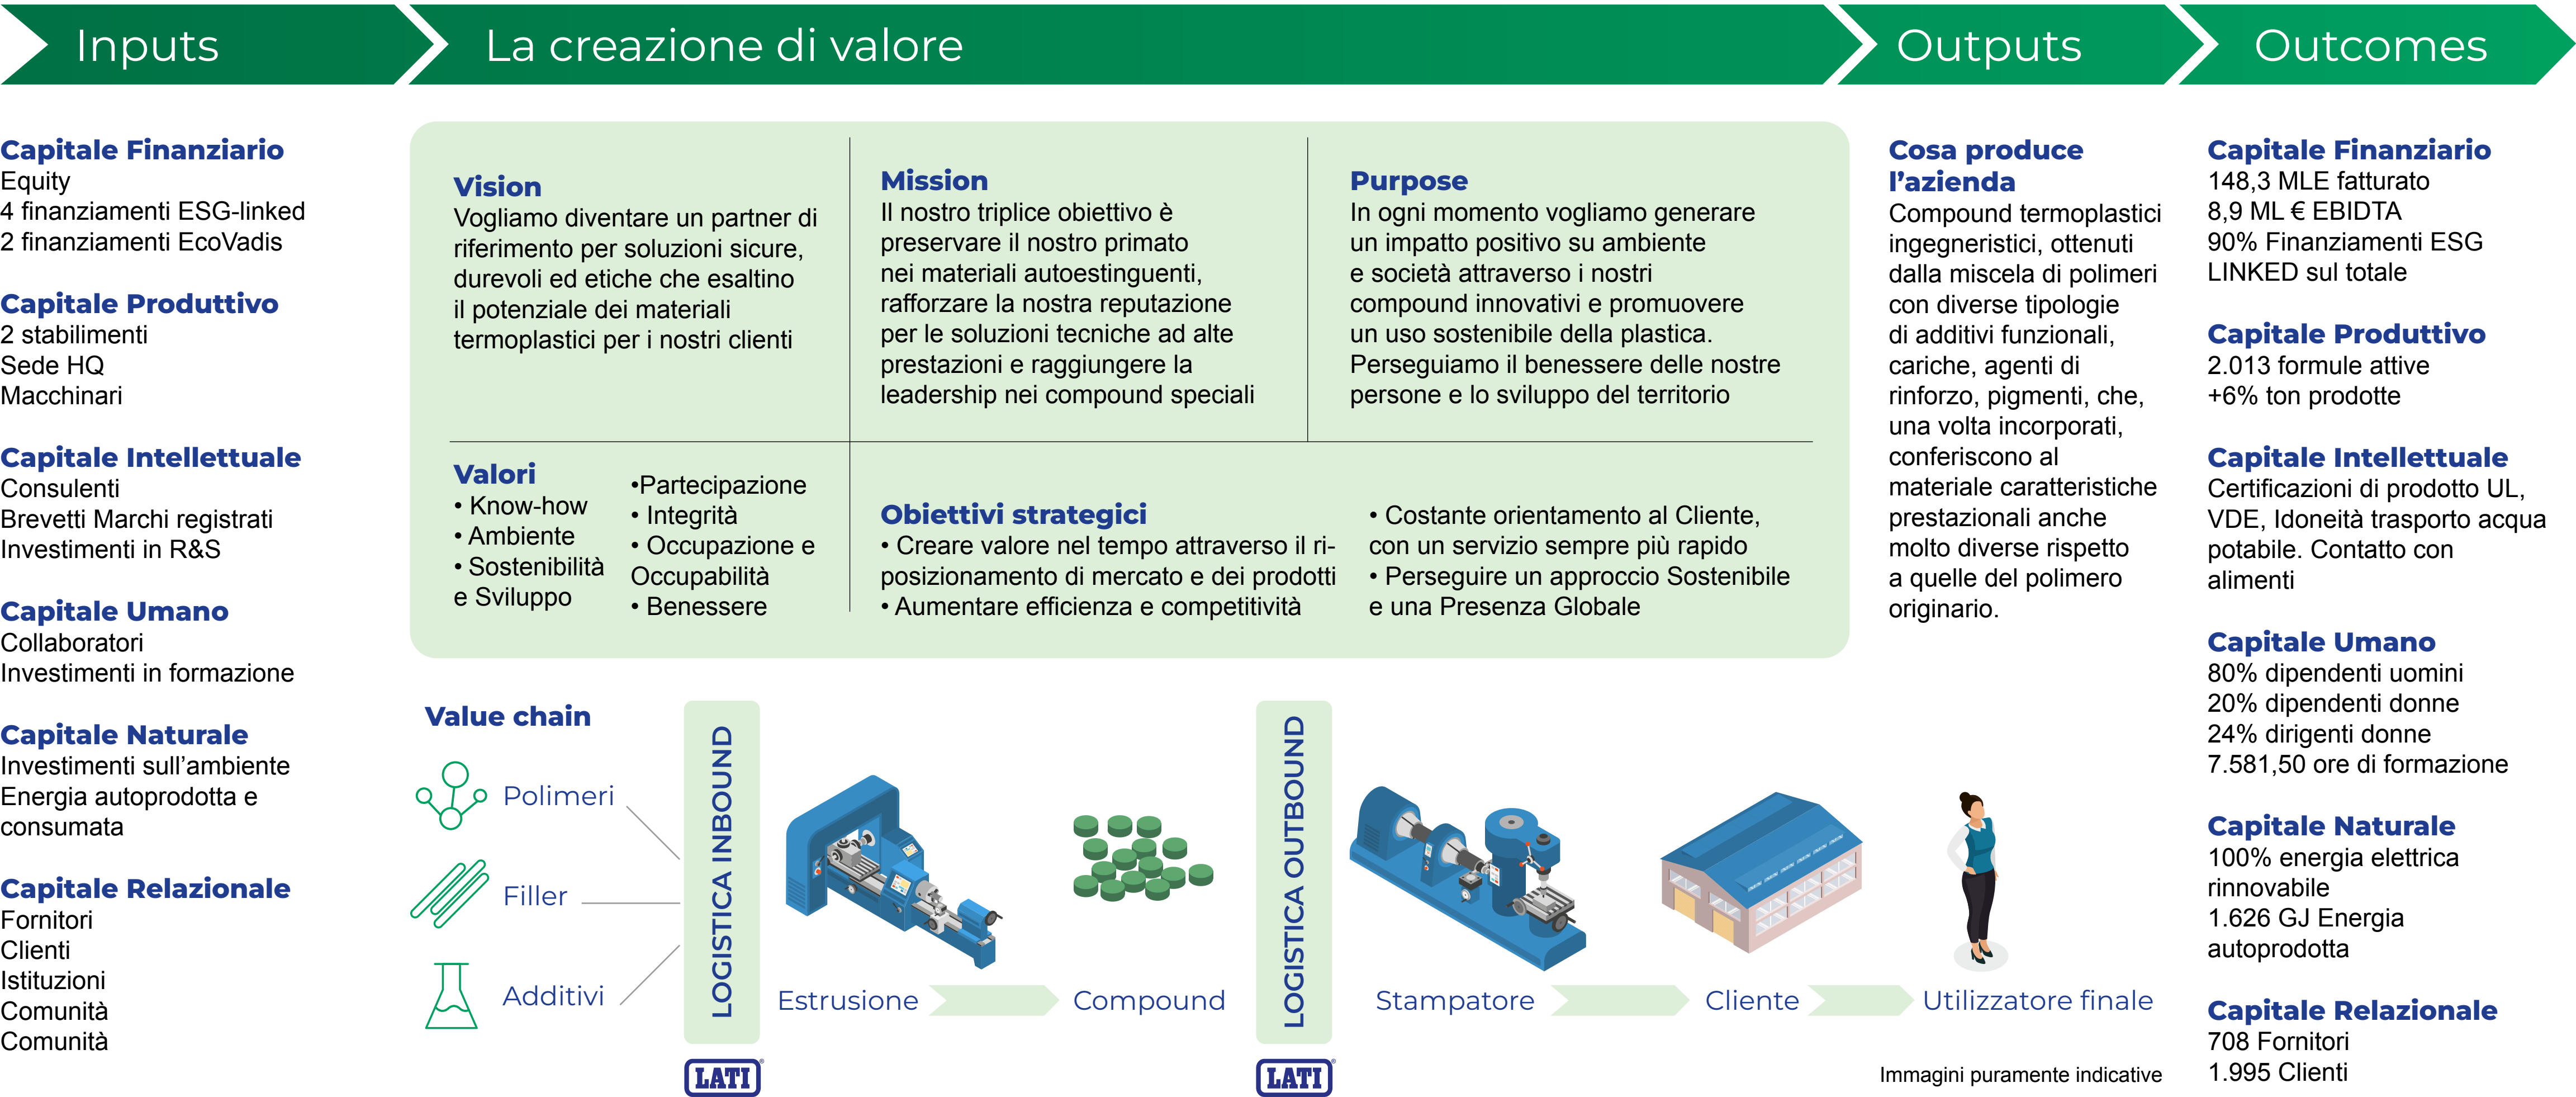 Inputs
La creazione di valore
Outputs
Outcomes
Capitale Finanziario
Equity
4 finanziamenti ESG-linked
2 finanziamenti EcoVadis
Capitale Produttivo
2 stabilimenti
Sede HQ
Macchinari
Capitale Intellettuale
Consulenti
Brevetti Marchi registrati
Investimenti in R&S
Capitale Umano
Collaboratori
Investimenti in formazione
Capitale Naturale
Investimenti sull’ambiente
Energia autoprodotta e
consumata
Capitale Relazionale
Fornitori
Clienti
Istituzioni
Comunità
Comunità
Vision
Vogliamo diventare un partner di
riferimento per soluzioni sicure,
durevoli ed etiche che esaltino
il potenziale dei materiali
termoplastici per i nostri clienti
Mission
Il nostro triplice obiettivo è
preservare il nostro primato
nei materiali autoestinguenti,
rafforzare la nostra reputazione
per le soluzioni tecniche ad alte
prestazioni e raggiungere la
leadership nei compound speciali
Purpose
In ogni momento vogliamo generare
un impatto positivo su ambiente
e società attraverso i nostri
compound innovativi e promuovere
un uso sostenibile della plastica.
Perseguiamo il benessere delle nostre
persone e lo sviluppo del territorio
Valori
• Know-how
• Ambiente
• Sostenibilità
e Sviluppo
•Partecipazione
• Integrità
• Occupazione e
Occupabilità
• Benessere
Obiettivi strategici
• Creare valore nel tempo attraverso il ri-
posizionamento di mercato e dei prodotti
• Aumentare efficienza e competitività
• Costante orientamento al Cliente,
con un servizio sempre più rapido
• Perseguire un approccio Sostenibile
e una Presenza Globale
Value chain
Polimeri
Filler
Additivi
LOGISTICA INBOUND
LATI®
Estrusione
Compound
LOGISTICA OUTBOUND
LATI®
Stampatore
Cliente
Utilizzatore finale
Immagini puramente indicative
Cosa produce
l’azienda
Compound termoplastici
ingegneristici, ottenuti
dalla miscela di polimeri
con diverse tipologie
di additivi funzionali,
cariche, agenti di
rinforzo, pigmenti, che,
una volta incorporati,
conferiscono al
materiale caratteristiche
prestazionali anche
molto diverse rispetto
a quelle del polimero
originario.
Capitale Finanziario
148,3 MLE fatturato
8,9 ML € EBIDTA
90% Finanziamenti ESG
LINKED sul totale
Capitale Produttivo
2.013 formule attive
+6% ton prodotte
Capitale Intellettuale
Certificazioni di prodotto UL,
VDE, Idoneità trasporto acqua
potabile. Contatto con
alimenti
Capitale Umano
80% dipendenti uomini
20% dipendenti donne
24% dirigenti donne
7.581,50 ore di formazione
Capitale Naturale
100% energia elettrica
rinnovabile
1.626 GJ Energia
autoprodotta
Capitale Relazionale
708 Fornitori
1.995 Clienti